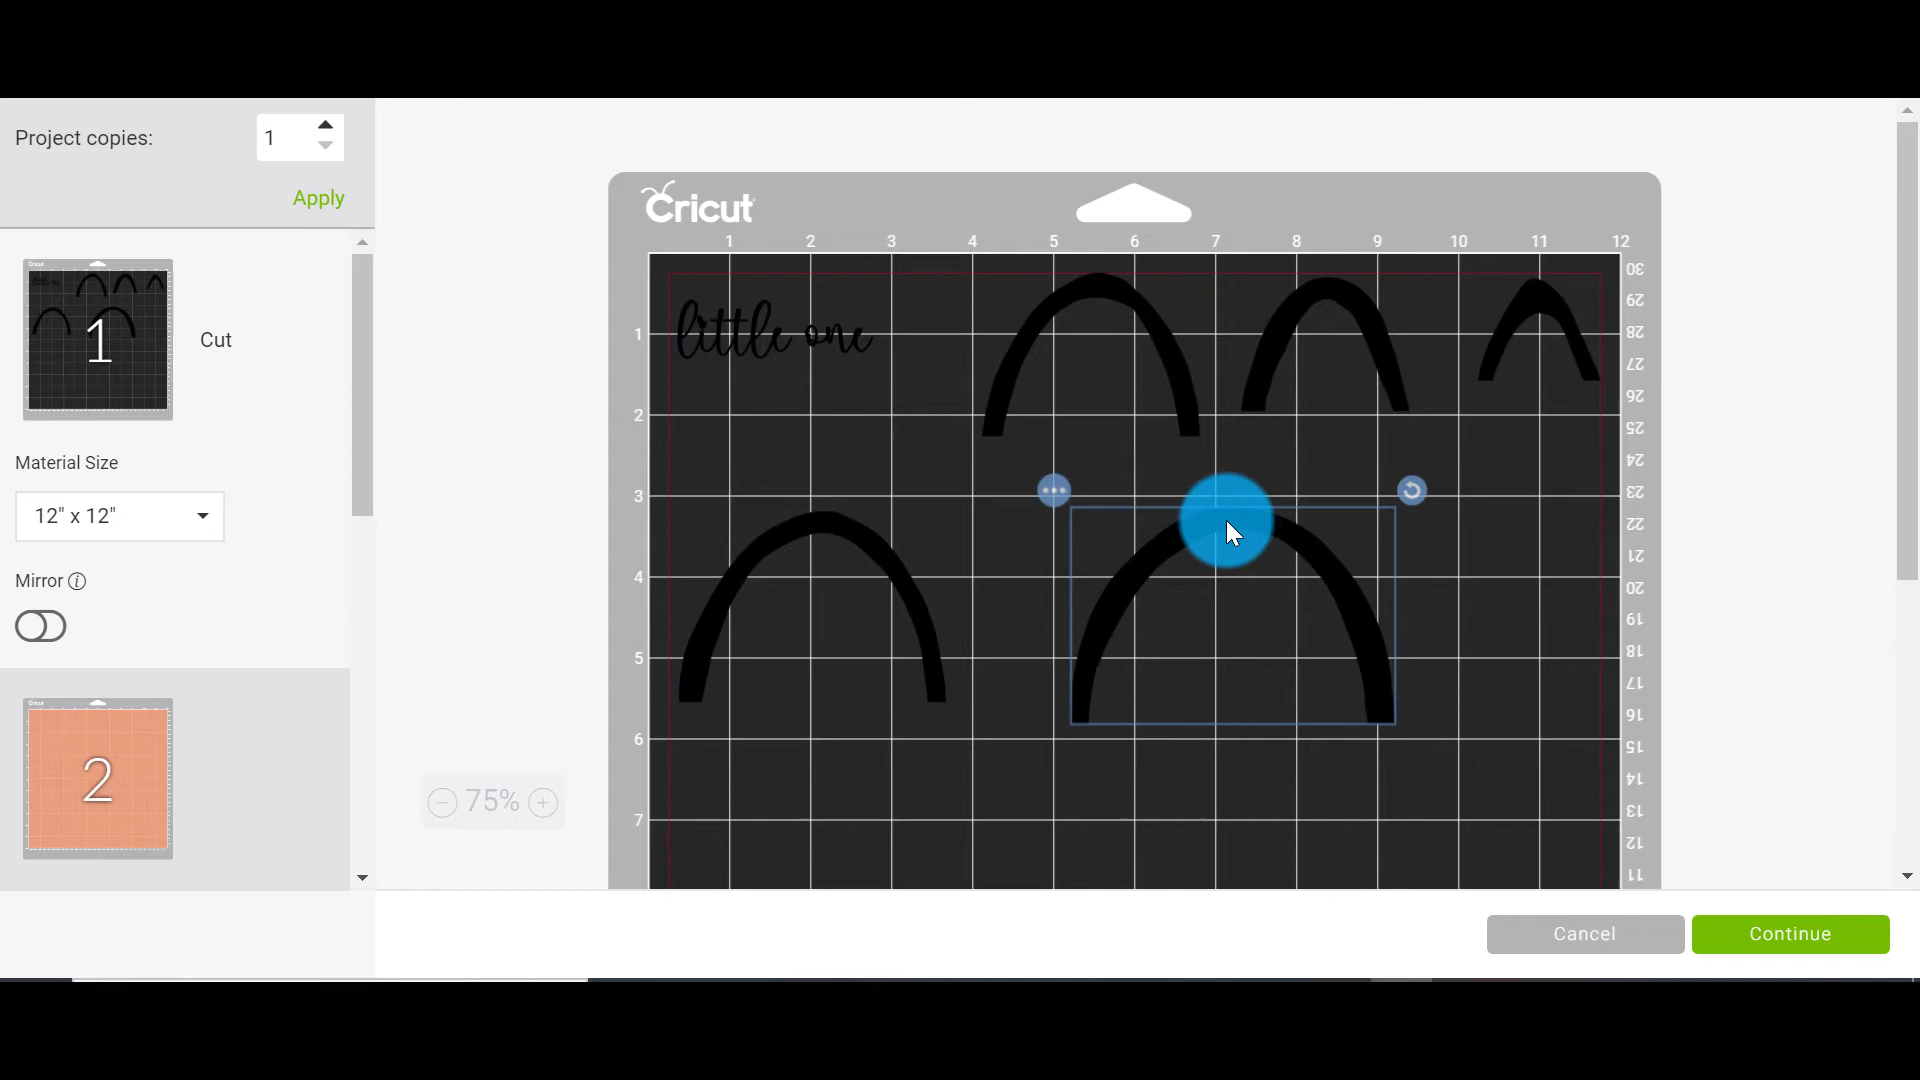 Project copies:
1
Apply
Cricut
1
Cut
Material Size
12" x 12"
Mirror
Cricut
2
Cricut
1 2 3 4 5 6 7 8 9 10 11 12
little one
1
2
3
4
5
6
7
30
29
28
27
26
25
24
23
22
21
20
19
18
17
16
15
14
13
12
11
75%
Cancel
Continue